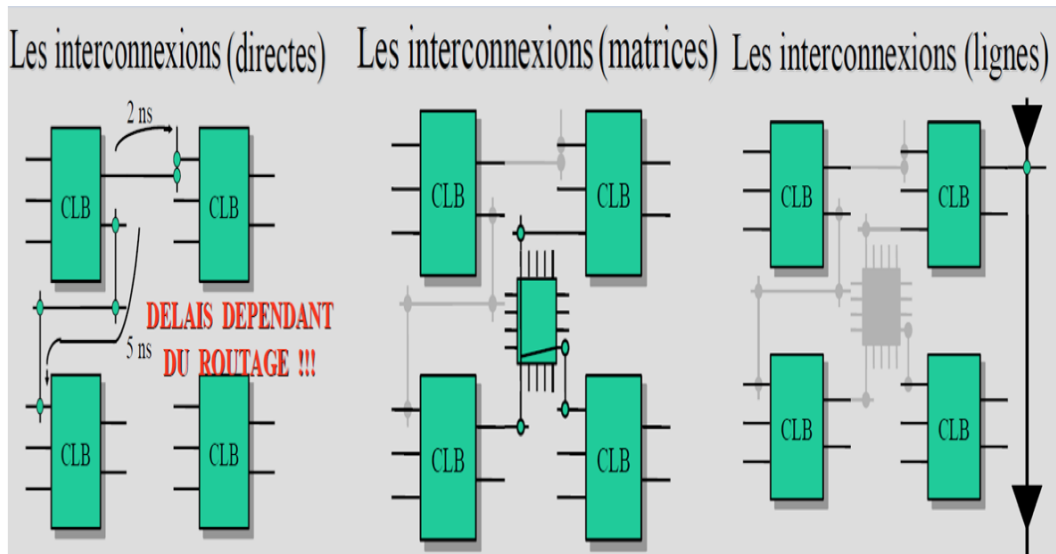 Les interconnexions (directes)
2 ns
CLB
CLB
DELAIS DEPENDANT
DU ROUTAGE !!!
5 ns
CLB
CLB
Les interconnexions (matrices)
CLB
CLB
CLB
CLB
Les interconnexions (lignes)
CLB
CLB
CLB
CLB